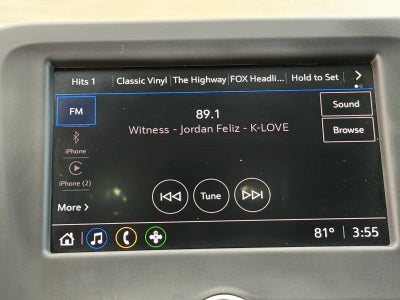 Hits 1 Classic Vinyl The Highway FOX Headli... Hold to Set
FM
89.1
Sound
Witness - Jordan Feliz - K-LOVE
Browse
iPhone
iPhone (2)
Tune
More
81° 3:55